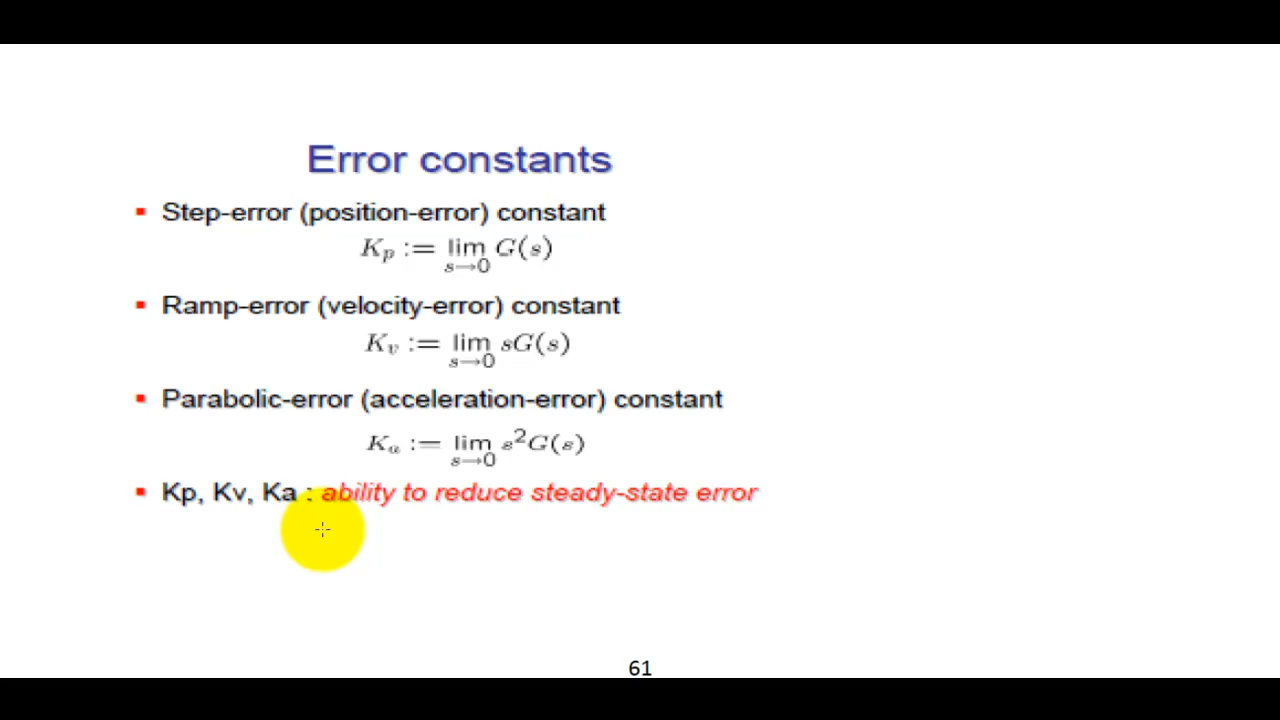 Error constants
▪ Step-error (position-error) constant
Kp := lim s→0 G(s)
▪ Ramp-error (velocity-error) constant
Kv := lim s→0 sG(s)
▪ Parabolic-error (acceleration-error) constant
Ka := lim s→0 s²G(s)
▪ Kp, Kv, Ka : ability to reduce steady-state error
61